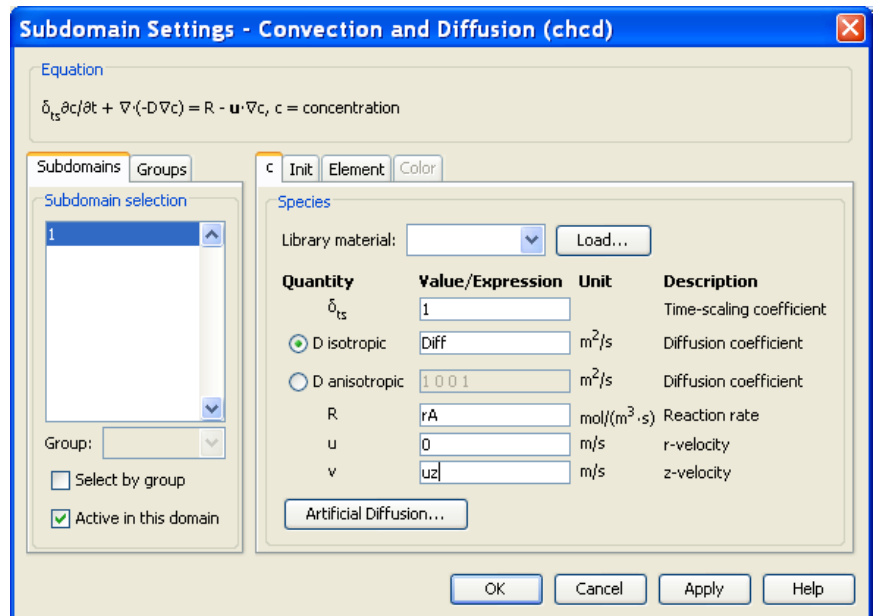 Subdomain Settings - Convection and Diffusion (chcd)
Equation
δts∂c/∂t + ∇·(-D∇c) = R - u·∇c, c = concentration
Subdomains Groups
Subdomain selection
1
Group:
Select by group
Active in this domain
c Init Element Color
Species
Library material: Load...
Quantity Value/Expression Unit Description
δts 1 Time-scaling coefficient
D isotropic Diff m²/s Diffusion coefficient
D anisotropic 1 0 0 1 m²/s Diffusion coefficient
R rA mol/(m³·s) Reaction rate
u 0 m/s r-velocity
v uz m/s z-velocity
Artificial Diffusion...
OK Cancel Apply Help